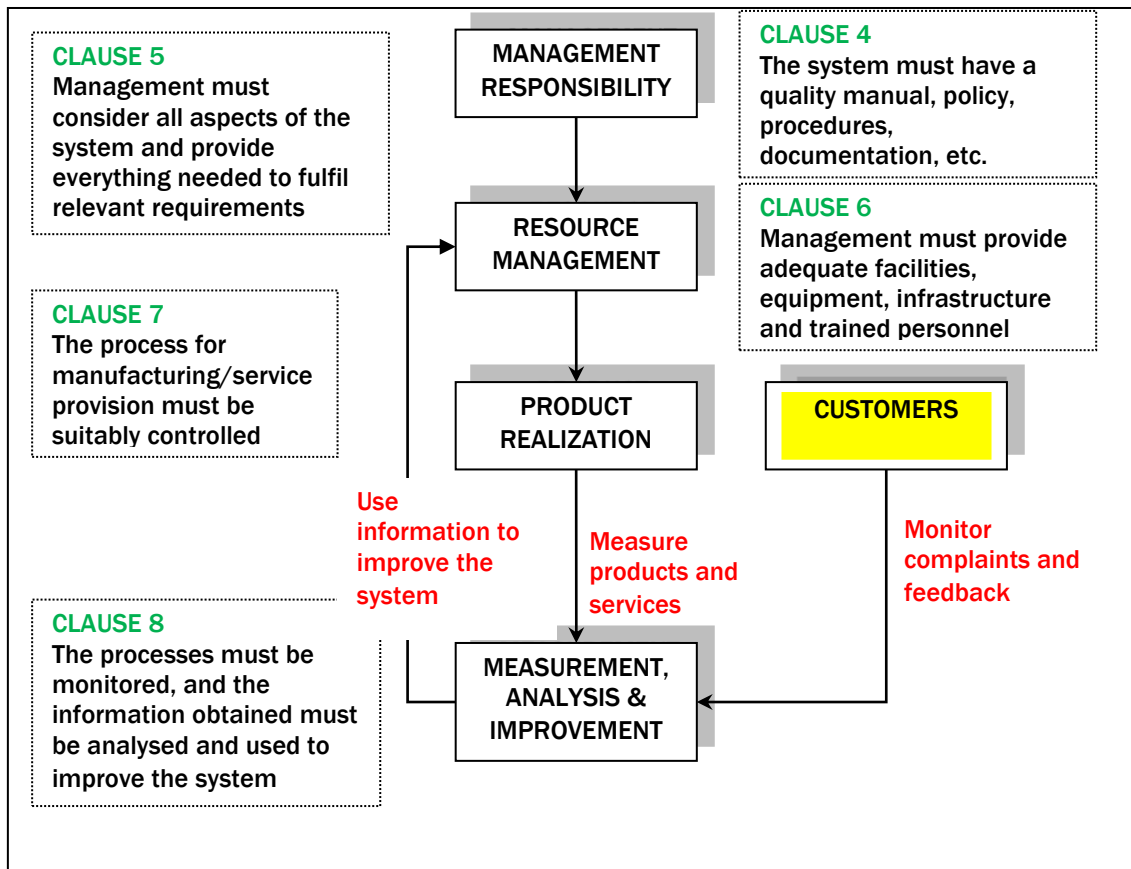 CLAUSE 5
Management must
consider all aspects of the
system and provide
everything needed to fulfil
relevant requirements
MANAGEMENT
RESPONSIBILITY
CLAUSE 4
The system must have a
quality manual, policy,
procedures,
documentation, etc.
RESOURCE
MANAGEMENT
CLAUSE 6
Management must provide
adequate facilities,
equipment, infrastructure
and trained personnel
CLAUSE 7
The process for
manufacturing/service
provision must be
suitably controlled
PRODUCT
REALIZATION
CUSTOMERS
Use
information to
improve the
system
Measure
products and
services
Monitor
complaints and
feedback
CLAUSE 8
The processes must be
monitored, and the
information obtained must
be analysed and used to
improve the system
MEASUREMENT,
ANALYSIS &
IMPROVEMENT